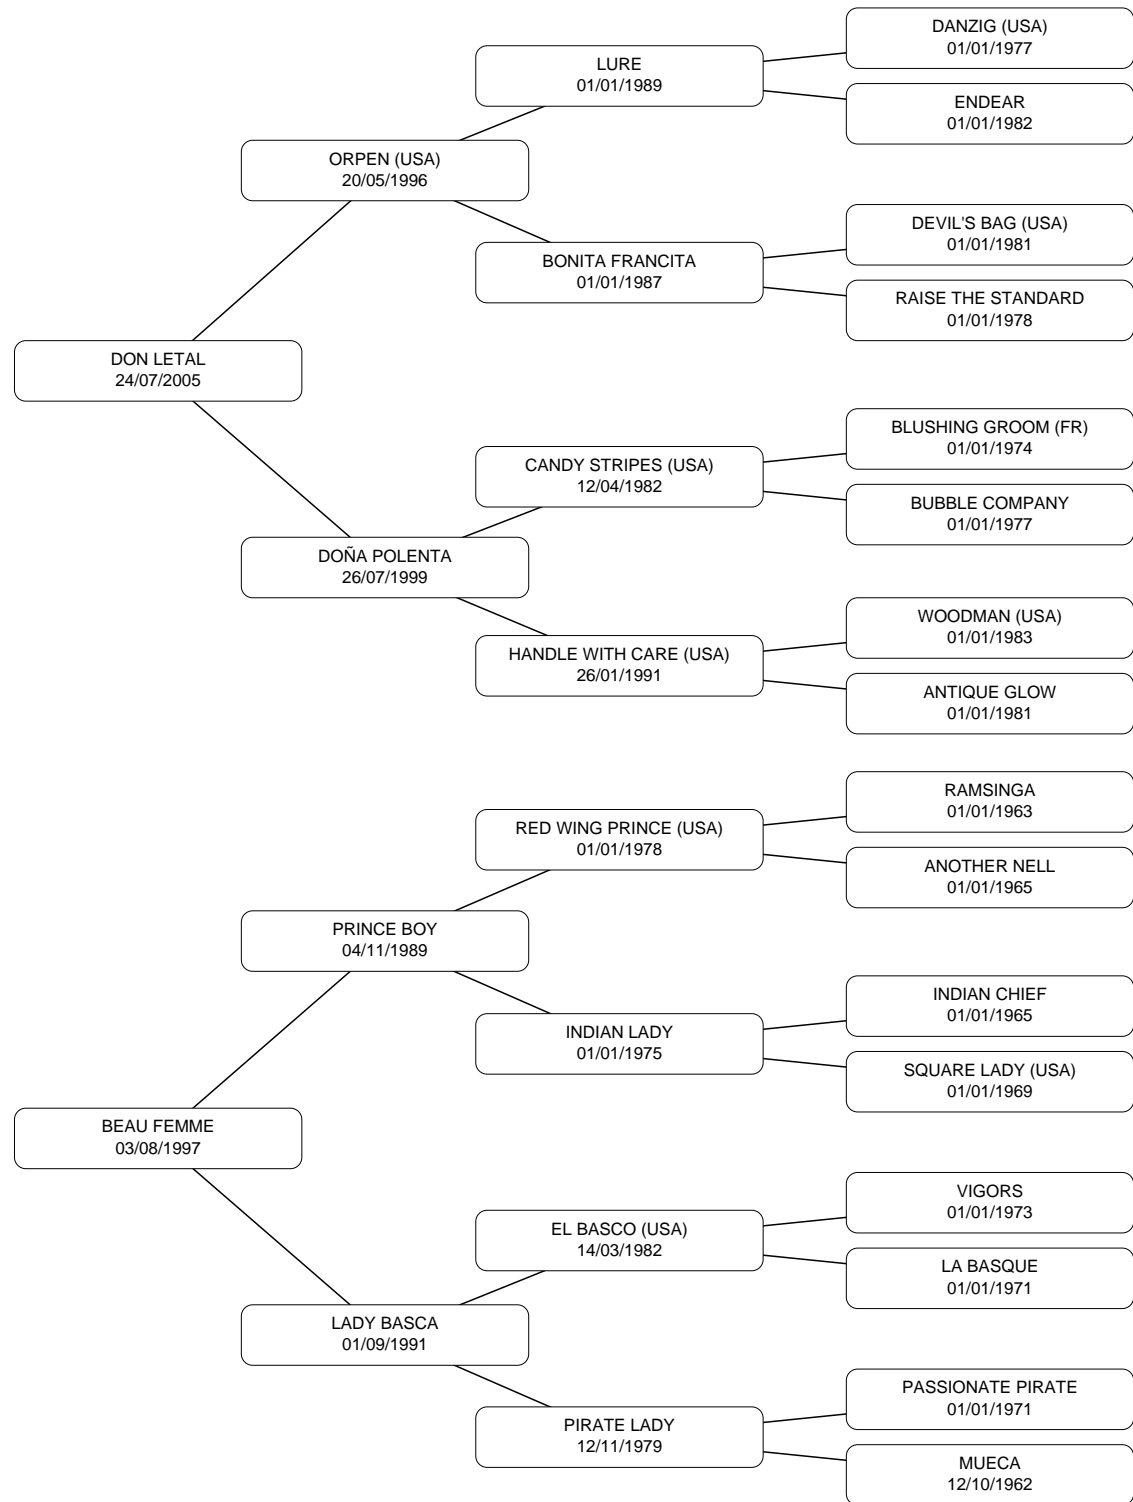 DANZIG (USA)
01/01/1977
LURE
01/01/1989
ENDEAR
01/01/1982
ORPEN (USA)
20/05/1996
DEVIL'S BAG (USA)
01/01/1981
BONITA FRANCITA
01/01/1987
RAISE THE STANDARD
01/01/1978
DON LETAL
24/07/2005
BLUSHING GROOM (FR)
01/01/1974
CANDY STRIPES (USA)
12/04/1982
BUBBLE COMPANY
01/01/1977
DOÑA POLENTA
26/07/1999
WOODMAN (USA)
01/01/1983
HANDLE WITH CARE (USA)
26/01/1991
ANTIQUE GLOW
01/01/1981
RAMSINGA
01/01/1963
RED WING PRINCE (USA)
01/01/1978
ANOTHER NELL
01/01/1965
PRINCE BOY
04/11/1989
INDIAN CHIEF
01/01/1965
INDIAN LADY
01/01/1975
SQUARE LADY (USA)
01/01/1969
BEAU FEMME
03/08/1997
VIGORS
01/01/1973
EL BASCO (USA)
14/03/1982
LA BASQUE
01/01/1971
LADY BASCA
01/09/1991
PASSIONATE PIRATE
01/01/1971
PIRATE LADY
12/11/1979
MUECA
12/10/1962